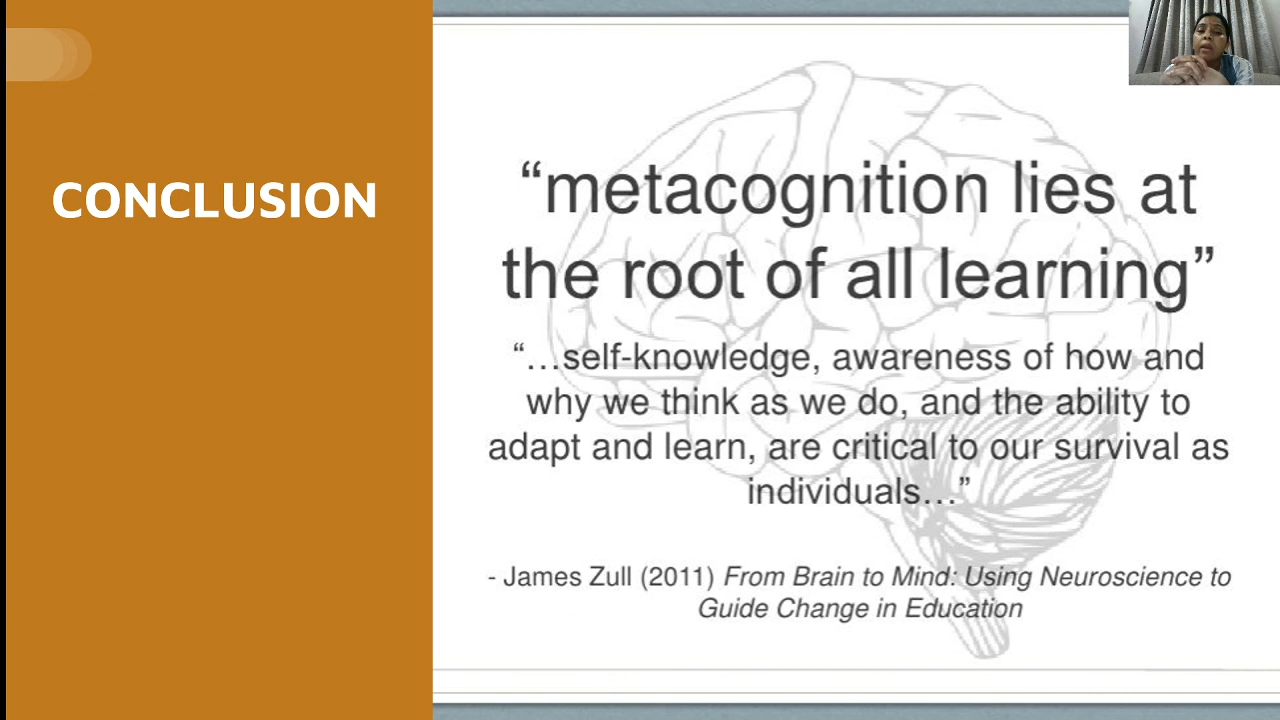 CONCLUSION
“metacognition lies at
the root of all learning”
“…self-knowledge, awareness of how and
why we think as we do, and the ability to
adapt and learn, are critical to our survival as
individuals…”
- James Zull (2011) From Brain to Mind: Using Neuroscience to
Guide Change in Education